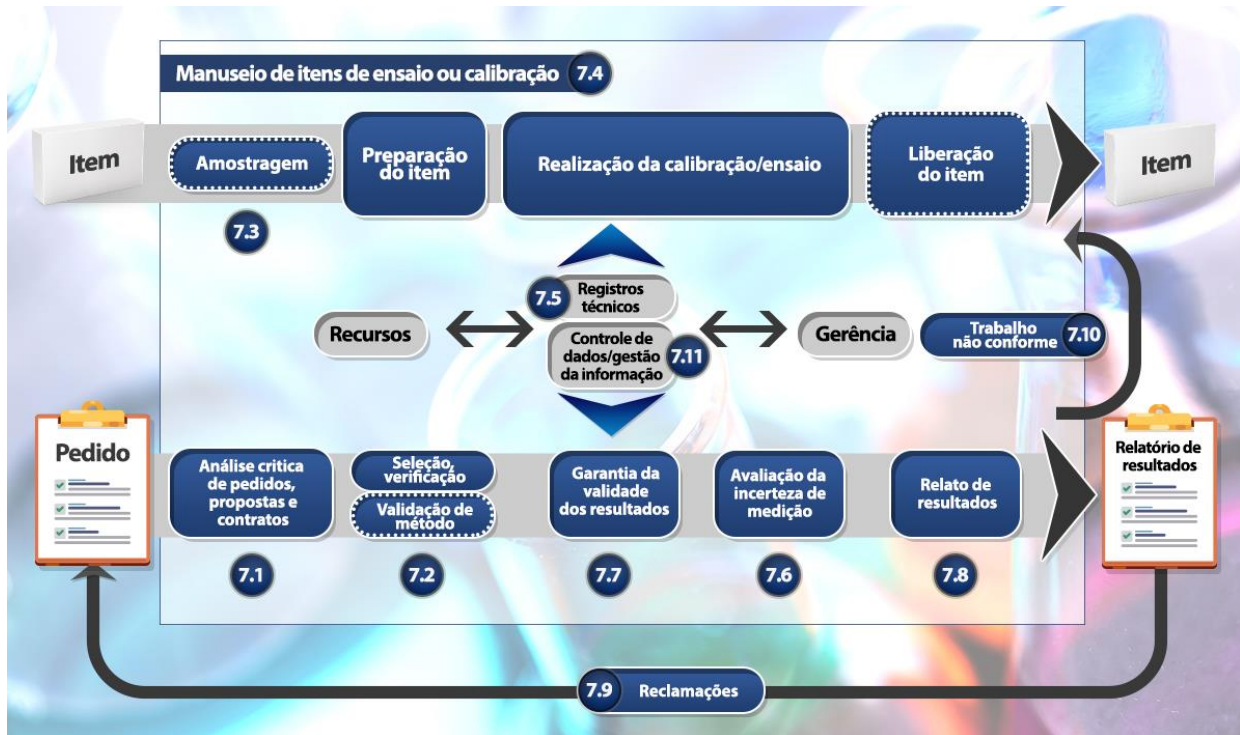 Manuseio de itens de ensaio ou calibração 7.4
Item
Amostragem
7.3
Preparação
do item
Realização da calibração/ensaio
Liberação
do item
Item
7.5
Registros
técnicos
Recursos
Controle de
dados/gestão
da informação
7.11
Gerência
Trabalho
não conforme
7.10
Pedido
Análise critica
de pedidos,
propostas e
contratos
7.1
Seleção,
verificação
Validação de
método
7.2
Garantia da
validade
dos resultados
7.7
Avaliação da
incerteza de
medição
7.6
Relato de
resultados
7.8
Relatório de
resultados
7.9 Reclamações